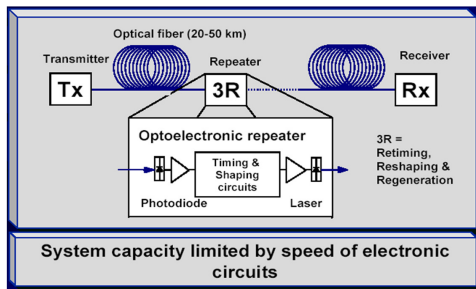 Optical fiber (20-50 km)
Transmitter
Repeater
Receiver
Tx
3R
Rx
Optoelectronic repeater
Timing &
Shaping
circuits
Photodiode
Laser
3R =
Retiming,
Reshaping &
Regeneration
System capacity limited by speed of electronic
circuits